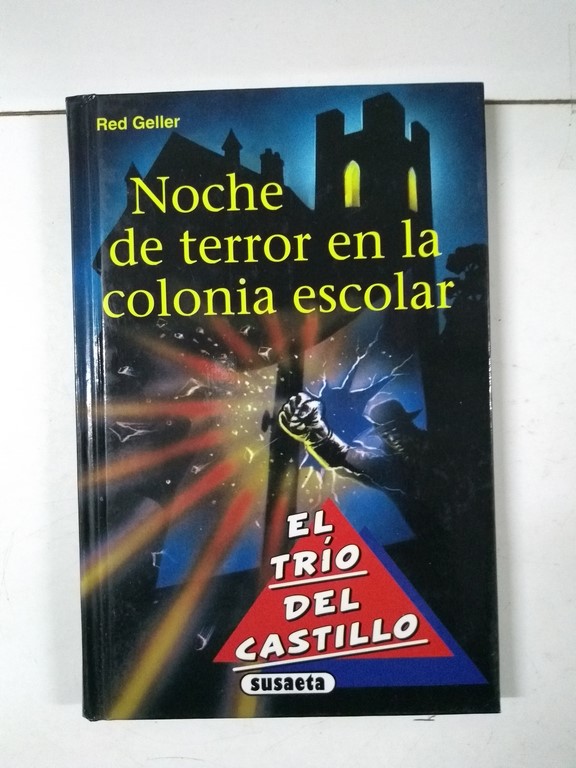 Red Geller
Noche
de terror en la
colonia escolar
EL
TRÍO
DEL
CASTILLO
susaeta